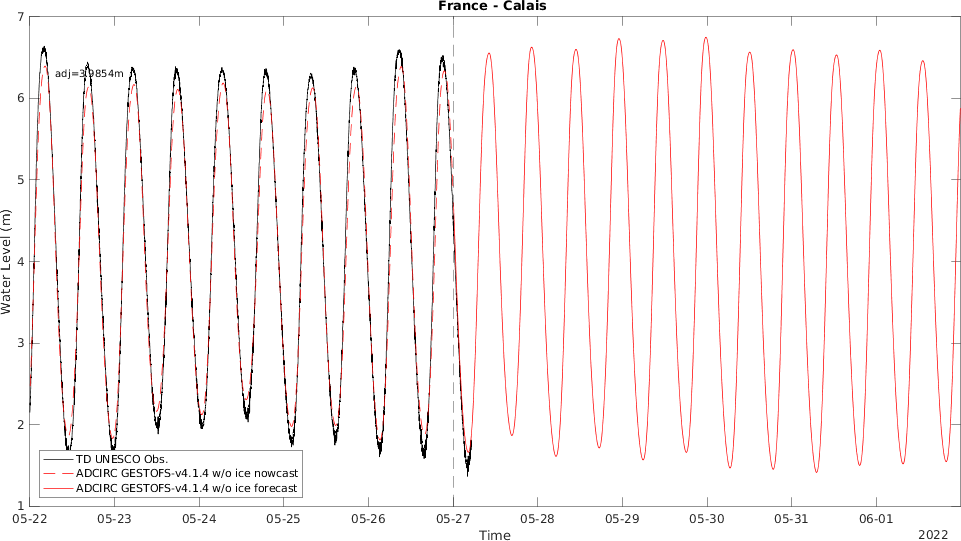 France - Calais
adj=3.9854m
Water Level (m)
7
6
5
4
3
2
1
TD UNESCO Obs.
ADCIRC GESTOFS-v4.1.4 w/o ice nowcast
ADCIRC GESTOFS-v4.1.4 w/o ice forecast
05-22 05-23 05-24 05-25 05-26 05-27 05-28 05-29 05-30 05-31 06-01
Time
2022